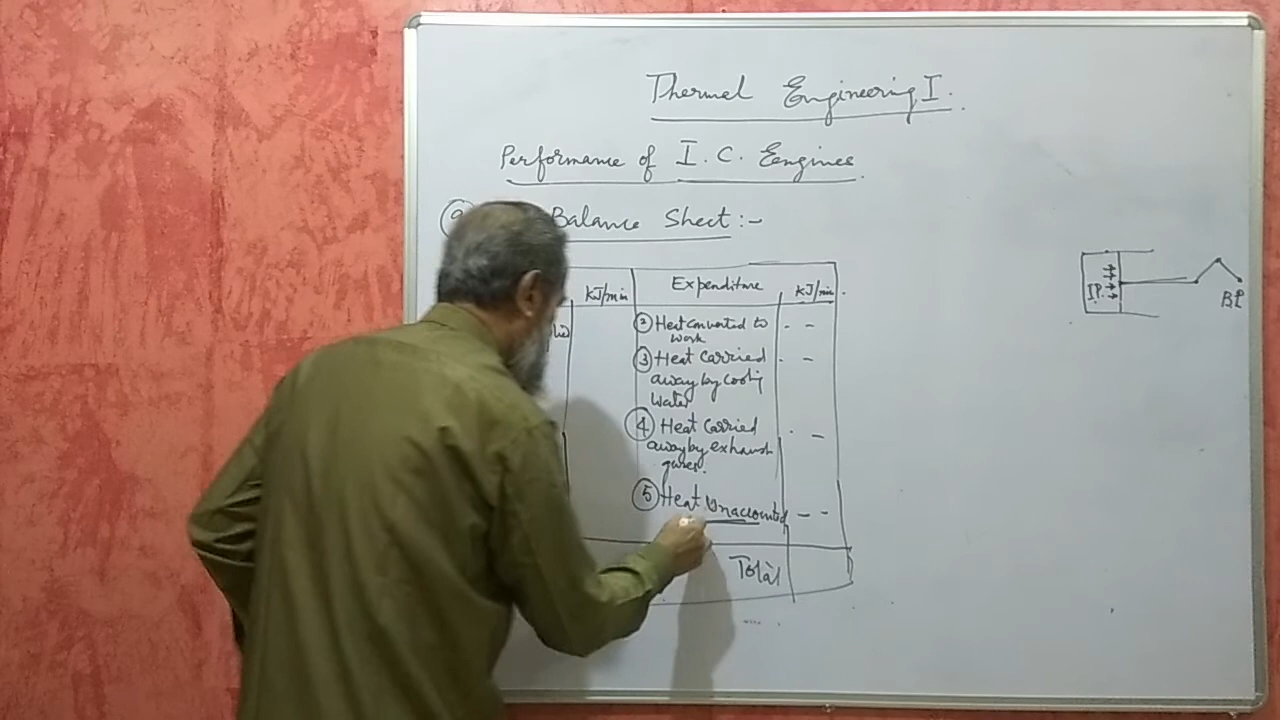 Thermal Engineering I.
Performance of I. C. Eengines.
Balance Sheet :-
KJ/min Expenditure KJ/min.
② Heat converted to - -
work
③ Heat Carried - -
away by cooling
water
④ Heat Carried - -
away by exhaust
gases.
⑤ Heat Unaccounted - -
Total
I.P.
BP